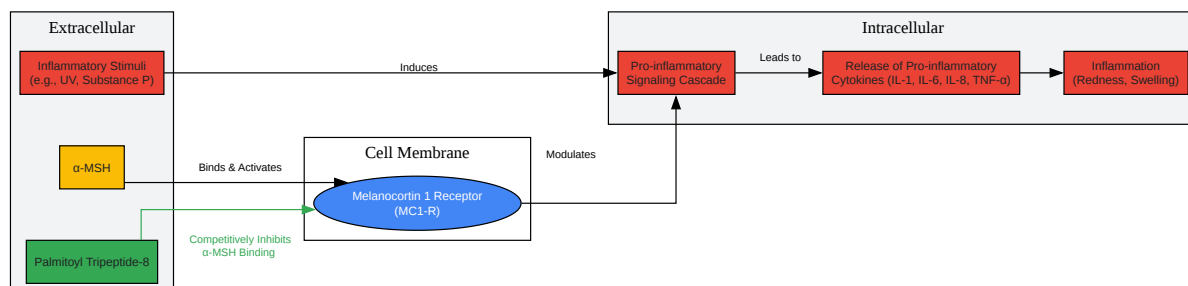 Extracellular
Intracellular
Inflammatory Stimuli
(e.g., UV, Substance P)
Induces
Pro-inflammatory
Signaling Cascade
Leads to
Release of Pro-inflammatory
Cytokines (IL-1, IL-6, IL-8, TNF-α)
Inflammation
(Redness, Swelling)
α-MSH
Binds & Activates
Cell Membrane
Melanocortin 1 Receptor
(MC1-R)
Modulates
Palmitoyl Tripeptide-8
Competitively Inhibits
α-MSH Binding